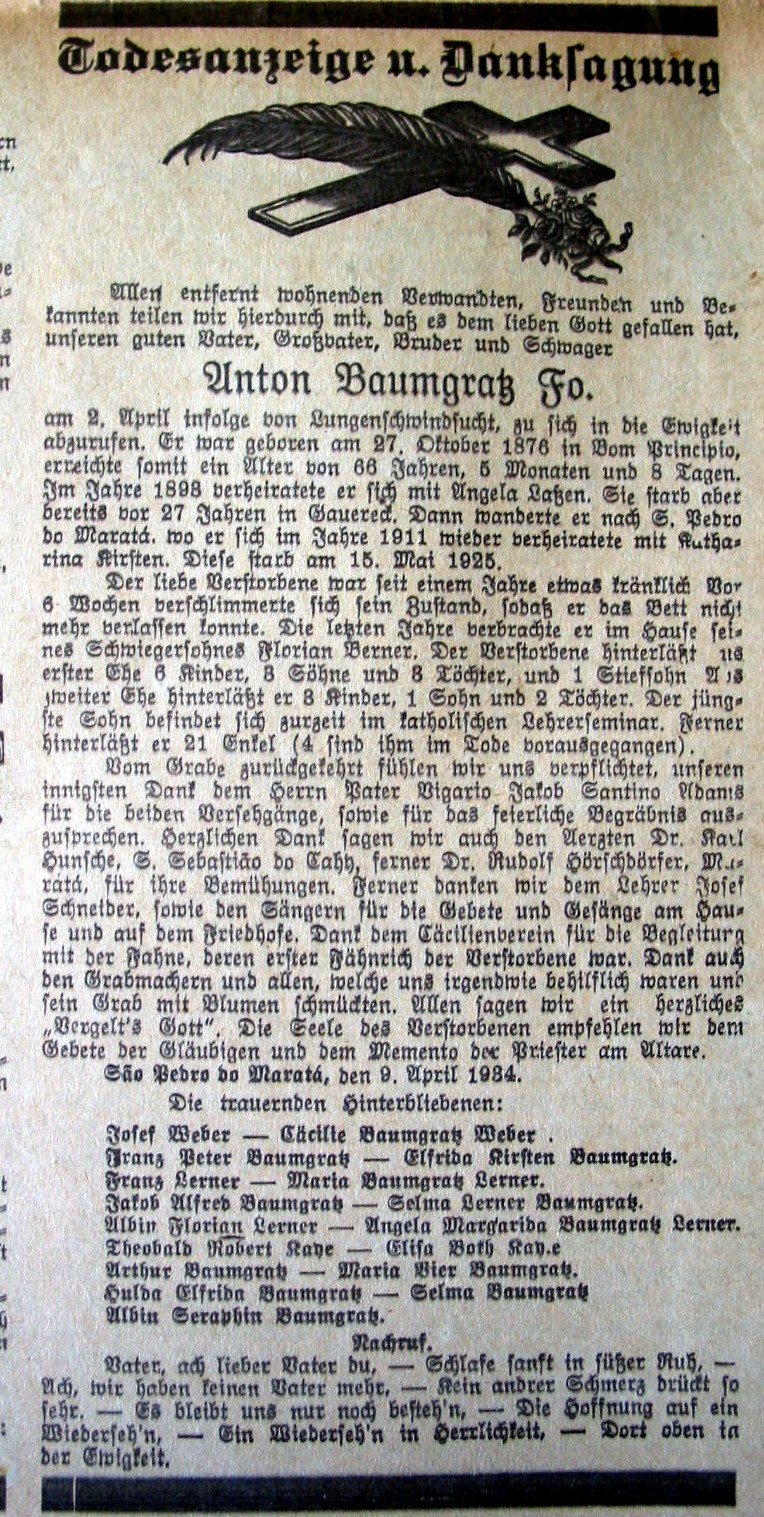 Todesanzeige u. Danksagung
Allen entfernt wohnenden Verwandten, Freunden und Be-
kannten teilen wir hierdurch mit, daß es dem lieben Gott gefallen hat,
unseren guten Vater, Großvater, Bruder und Schwager
Anton Baumgratz Fo.
am 2. April infolge von Lungenschwindsucht, zu sich in die Ewigkeit
abzurufen. Er war geboren am 27. Oktober 1876 in Bom Principio,
erreichte somit ein Alter von 66 Jahren, 5 Monaten und 8 Tagen.
Im Jahre 1898 verheiratete er sich mit Angela Laßen. Sie starb aber
bereits vor 27 Jahren in Gauereck. Dann wanderte er nach S. Pedro
do Maratá. wo er sich im Jahre 1911 wieder verheiratete mit Katha-
rina Kirsten. Diese starb am 15. Mai 1925.
Der liebe Verstorbene war seit einem Jahre etwas kränklich Vor
6 Wochen verschlimmerte sich sein Zustand, sodaß er das Bett nicht
mehr verlassen konnte. Die letzten Jahre verbrachte er im Hause sei-
nes Schwiegersohnes Florian Berner. Der Verstorbene hinterläßt us
erster Ehe 6 Kinder, 3 Söhne und 3 Töchter, und 1 Stiefsohn Aus
zweiter Ehe hinterläßt er 3 Kinder, 1 Sohn und 2 Töchter. Der jüng-
ste Sohn befindet sich zurzeit im katholischen Lehrerseminar. Ferner
hinterläßt er 21 Enkel (4 sind ihm im Tode vorausgegangen).
Vom Grabe zurückgekehrt fühlen wir uns verpflichtet, unseren
innigsten Dank dem Herrn Pater Vigario Jakob Santino Adams
für die beiden Versehgänge, sowie für das feierliche Begräbnis aus-
zusprechen. Herzlichen Dank sagen wir auch den Aerzten Dr. Karl
Hunsche, S. Sebastião do Cahy, ferner Dr. Rudolf Hörschdörfer, Ma-
ratá, für ihre Bemühungen. Ferner danken wir dem Lehrer Josef
Schneider, sowie den Sängern für die Gebete und Gesänge am Hau-
se und auf dem Friedhofe. Dank dem Cäcilienverein für die Begleitung
mit der Fahne, deren erster Fähnrich der Verstorbene war. Dank auch
den Grabmachern und allen, welche uns irgendwie behilflich waren und
sein Grab mit Blumen schmückten. Allen sagen wir ein herzliches
„Vergelt's Gott". Die Seele des Verstorbenen empfehlen wir dem
Gebete der Gläubigen und dem Memento der Priester am Altare.
São Pedro do Maratá, den 9. April 1934.
Die trauernden Hinterbliebenen:
Josef Weber — Cäcilie Baumgratz Weber .
Franz Peter Baumgratz — Elfrida Kirsten Baumgratz.
Franz Lerner — Maria Baumgratz Lerner.
Jakob Alfred Baumgratz — Selma Lerner Baumgratz.
Albin Florian Lerner — Angela Margarida Baumgratz Lerner.
Theobald Robert Kaye — Elisa Both Kay.e
Arthur Baumgratz — Maria Bier Baumgratz.
Hulda Elfrida Baumgratz — Selma Baumgratz
Albin Seraphin Baumgratz.
Nachruf.
Vater, ach lieber Vater du, — Schlafe sanft in süßer Ruh, —
Ach, wir haben keinen Vater mehr, — Kein andrer Schmerz drückt so
sehr. — Es bleibt uns nur noch besteh'n, — Die Hoffnung auf ein
Wiederseh'n, — Ein Wiederseh'n in Herrlichkeit, — Dort oben in
der Ewigkeit.